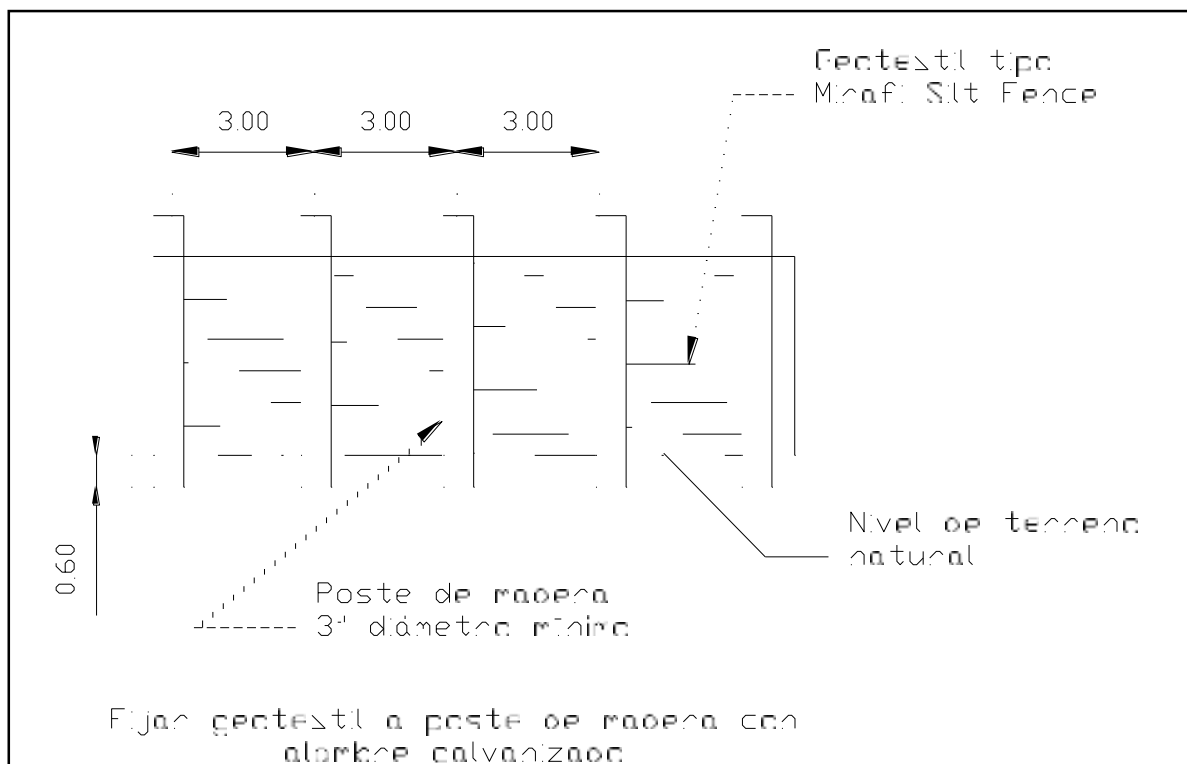 Geotextil tipo
Mirafi Silt Fence
3.00 3.00 3.00
0.60
Nivel de terreno
natural
Poste de madera
3" diámetro mínimo
Fijar geotextil a poste de madera con
alambre galvanizado